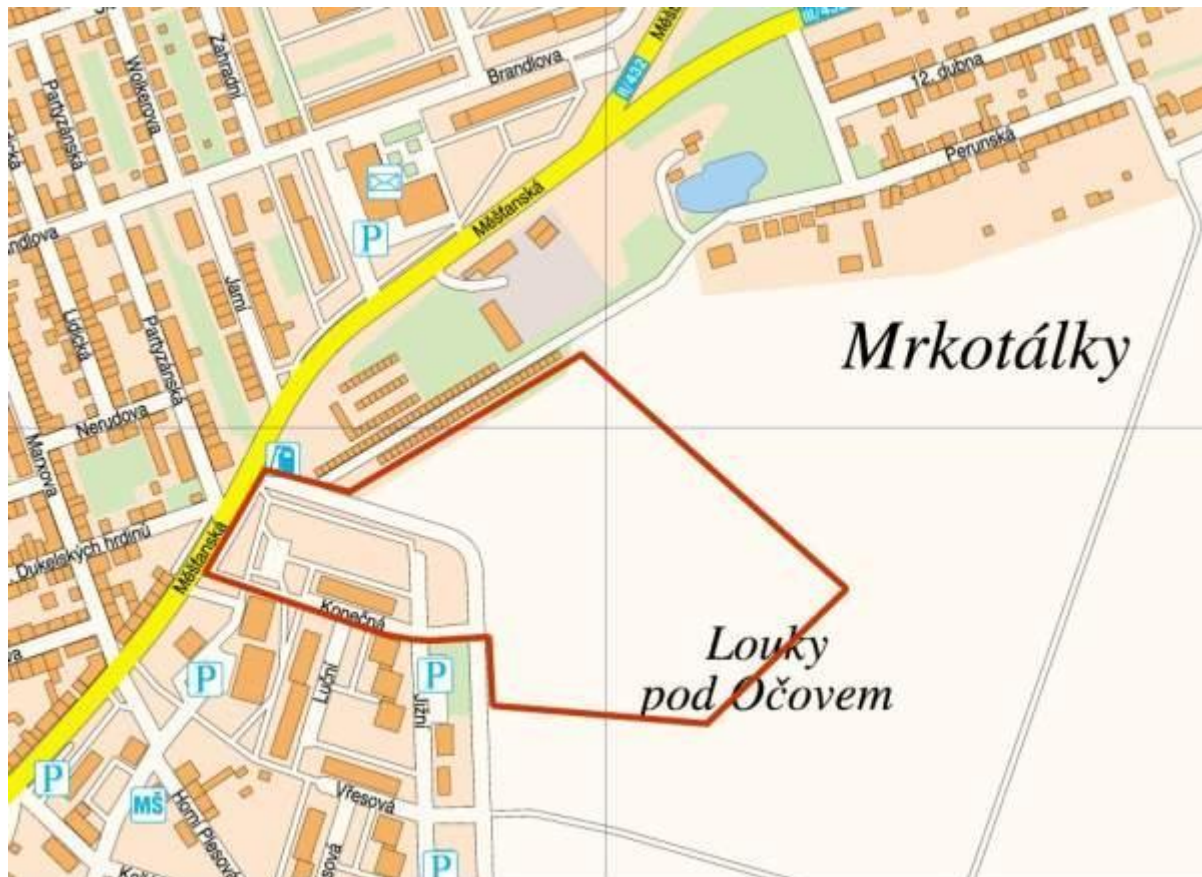 Zahradní
Wolkerova
Partyzánská
Brandlova
II/432
12. dubna
Perunská
Měšťanská
P
Jarní
Partyzánská
Lidická
Nerudova
Mrkotálky
Dukelských hrdinů
Měšťanská
Konečná
Luční
Jižní
P
P
Louky
pod Očovem
P
MŠ
Vřesová
Horní Plesová
P